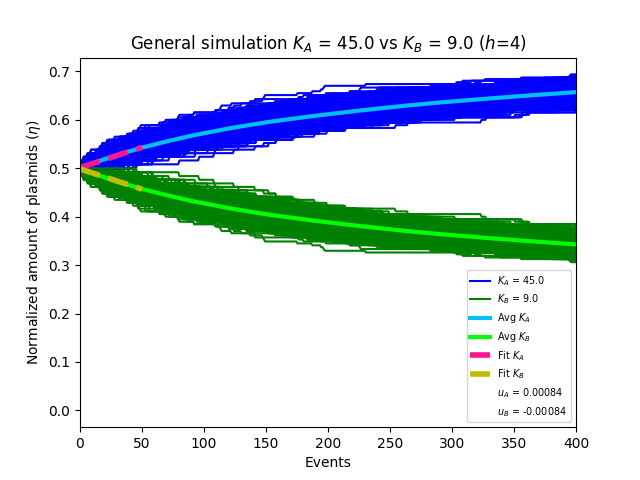 General simulation K_A = 45.0 vs K_B = 9.0 (h=4)
Normalized amount of plasmids (η)
0.7
0.6
0.5
0.4
0.3
0.2
0.1
0.0
K_A = 45.0
K_B = 9.0
Avg K_A
Avg K_B
Fit K_A
Fit K_B
u_A = 0.00084
u_B = -0.00084
0 50 100 150 200 250 300 350 400
Events